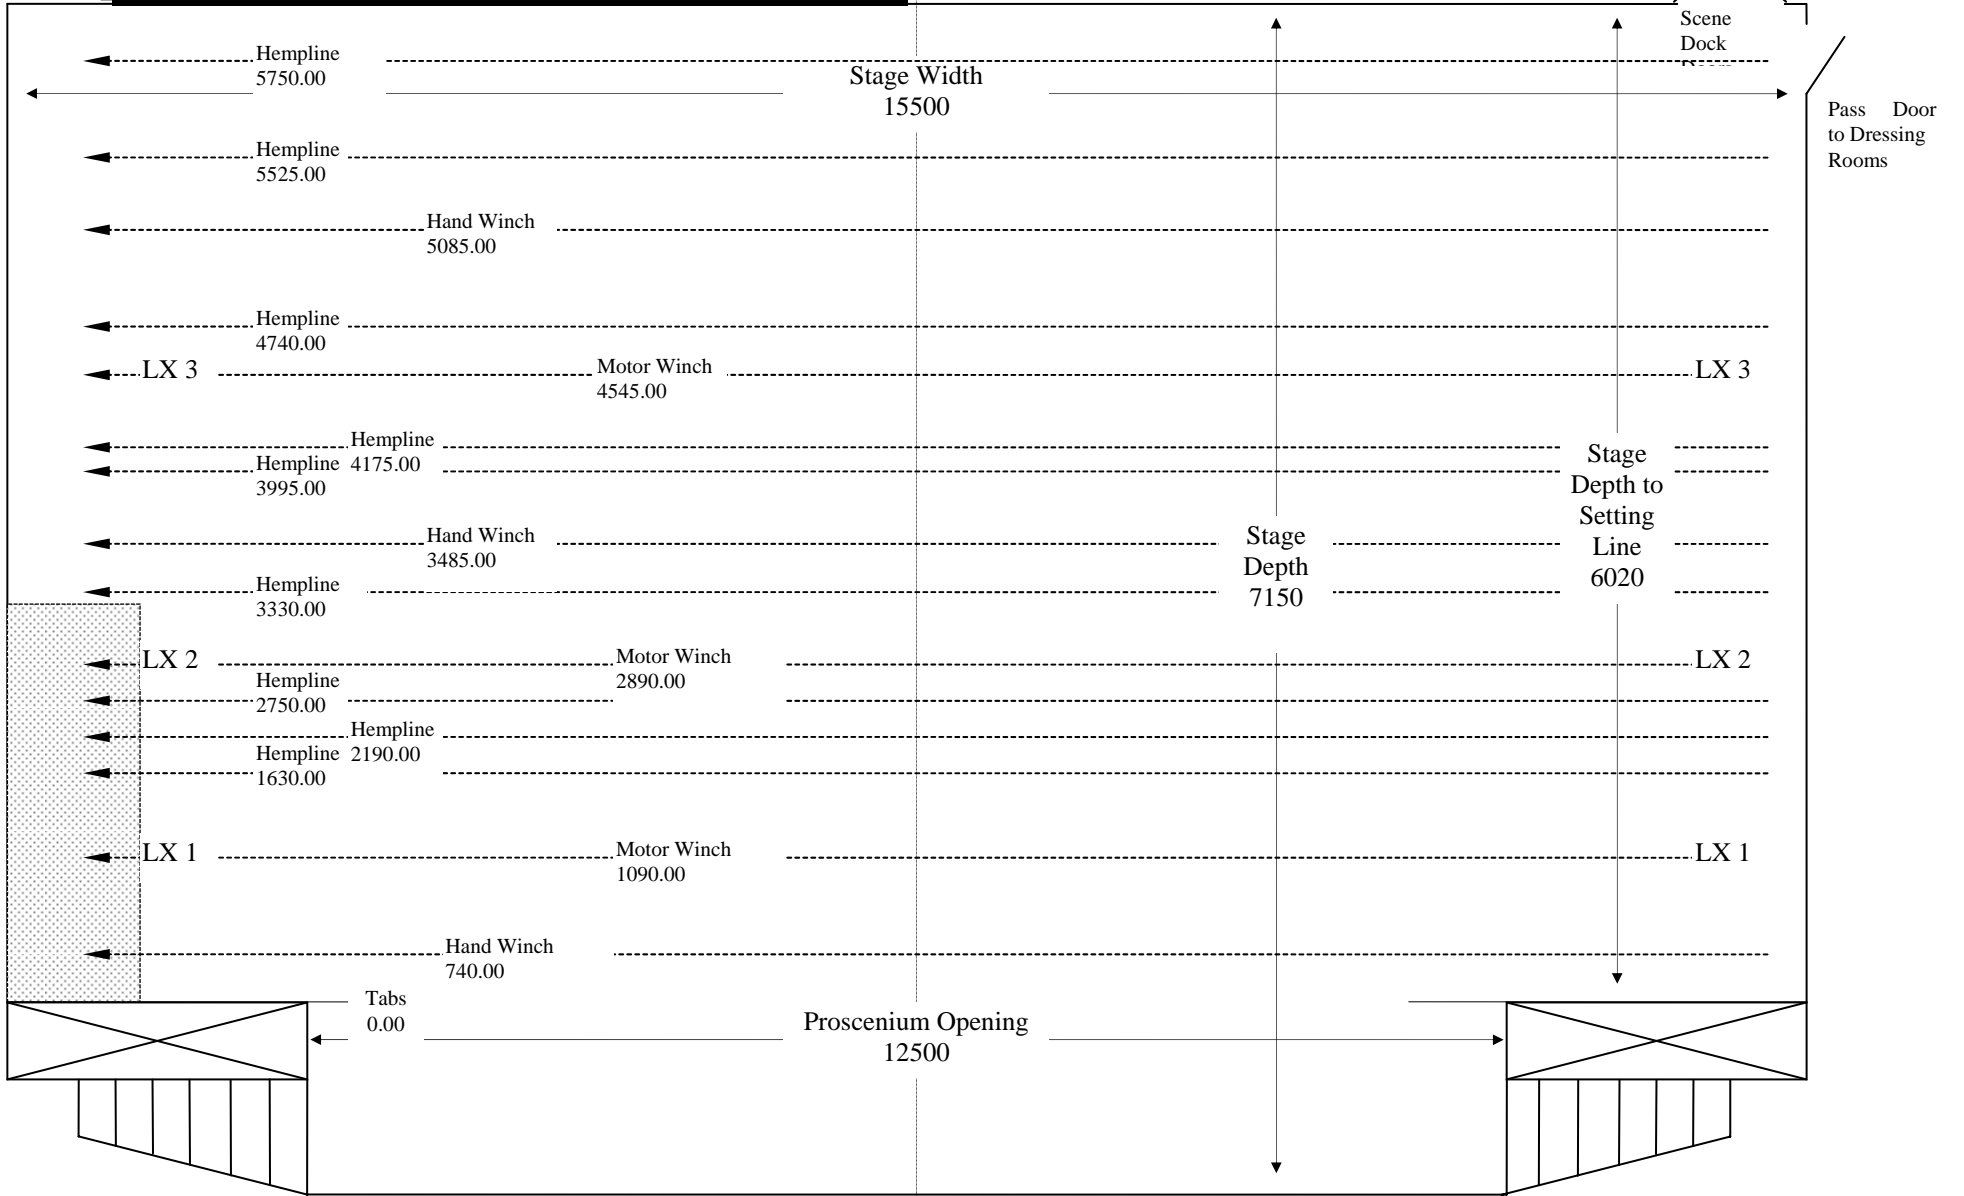 Scene
Dock
Hempline
5750.00
Stage Width
15500
Pass Door
to Dressing
Rooms
Hempline
5525.00
Hand Winch
5085.00
Hempline
4740.00
LX 3
Motor Winch
4545.00
LX 3
Hempline
4175.00
Hempline
3995.00
Stage
Depth to
Setting
Line
6020
Hand Winch
3485.00
Stage
Depth
7150
Hempline
3330.00
LX 2
Motor Winch
2890.00
LX 2
Hempline
2750.00
Hempline
2190.00
Hempline
1630.00
LX 1
Motor Winch
1090.00
LX 1
Hand Winch
740.00
Tabs
0.00
Proscenium Opening
12500